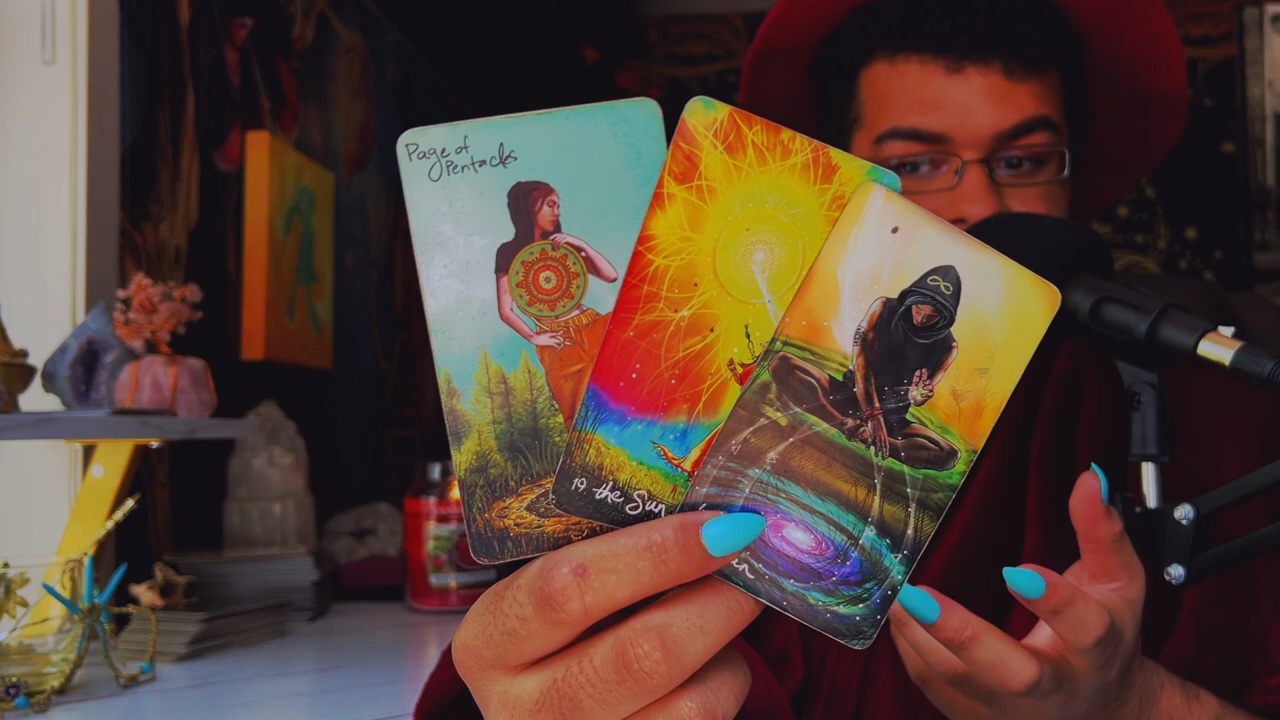 Page of
Pentacles
19. the Sun